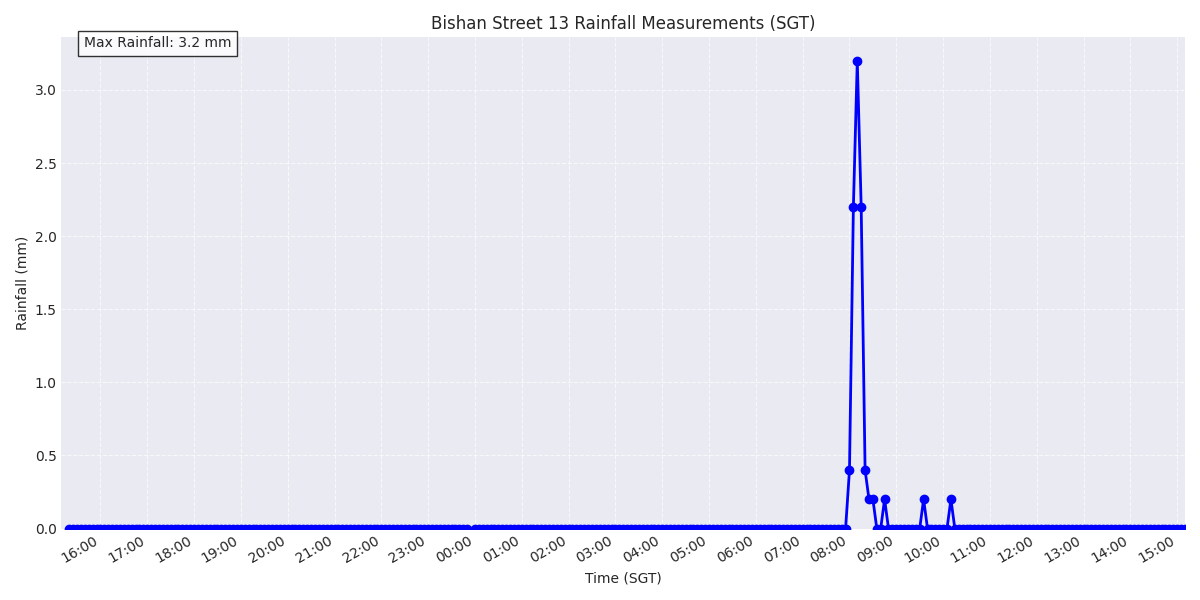 Bishan Street 13 Rainfall Measurements (SGT)
Max Rainfall: 3.2 mm
Rainfall (mm)
3.0
2.5
2.0
1.5
1.0
0.5
0.0
16:00 17:00 18:00 19:00 20:00 21:00 22:00 23:00 00:00 01:00 02:00 03:00 04:00 05:00 06:00 07:00 08:00 09:00 10:00 11:00 12:00 13:00 14:00 15:00
Time (SGT)